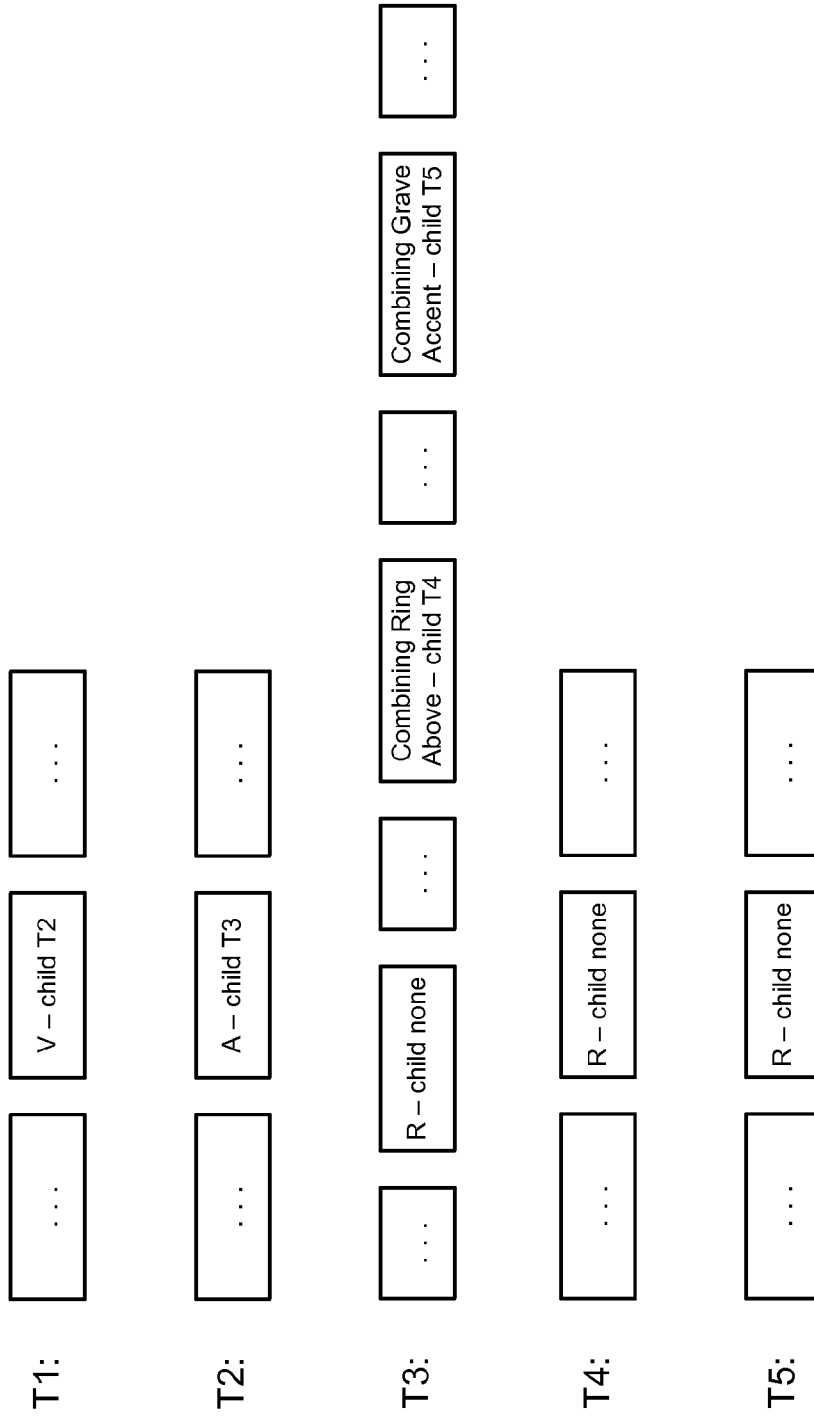 T1:
. . .
V – child T2
. . .
T2:
. . .
A – child T3
. . .
T3:
. . .
R – child none
. . .
Combining Ring
Above – child T4
. . .
Combining Grave
Accent – child T5
. . .
T4:
. . .
R – child none
. . .
T5:
. . .
R – child none
. . .